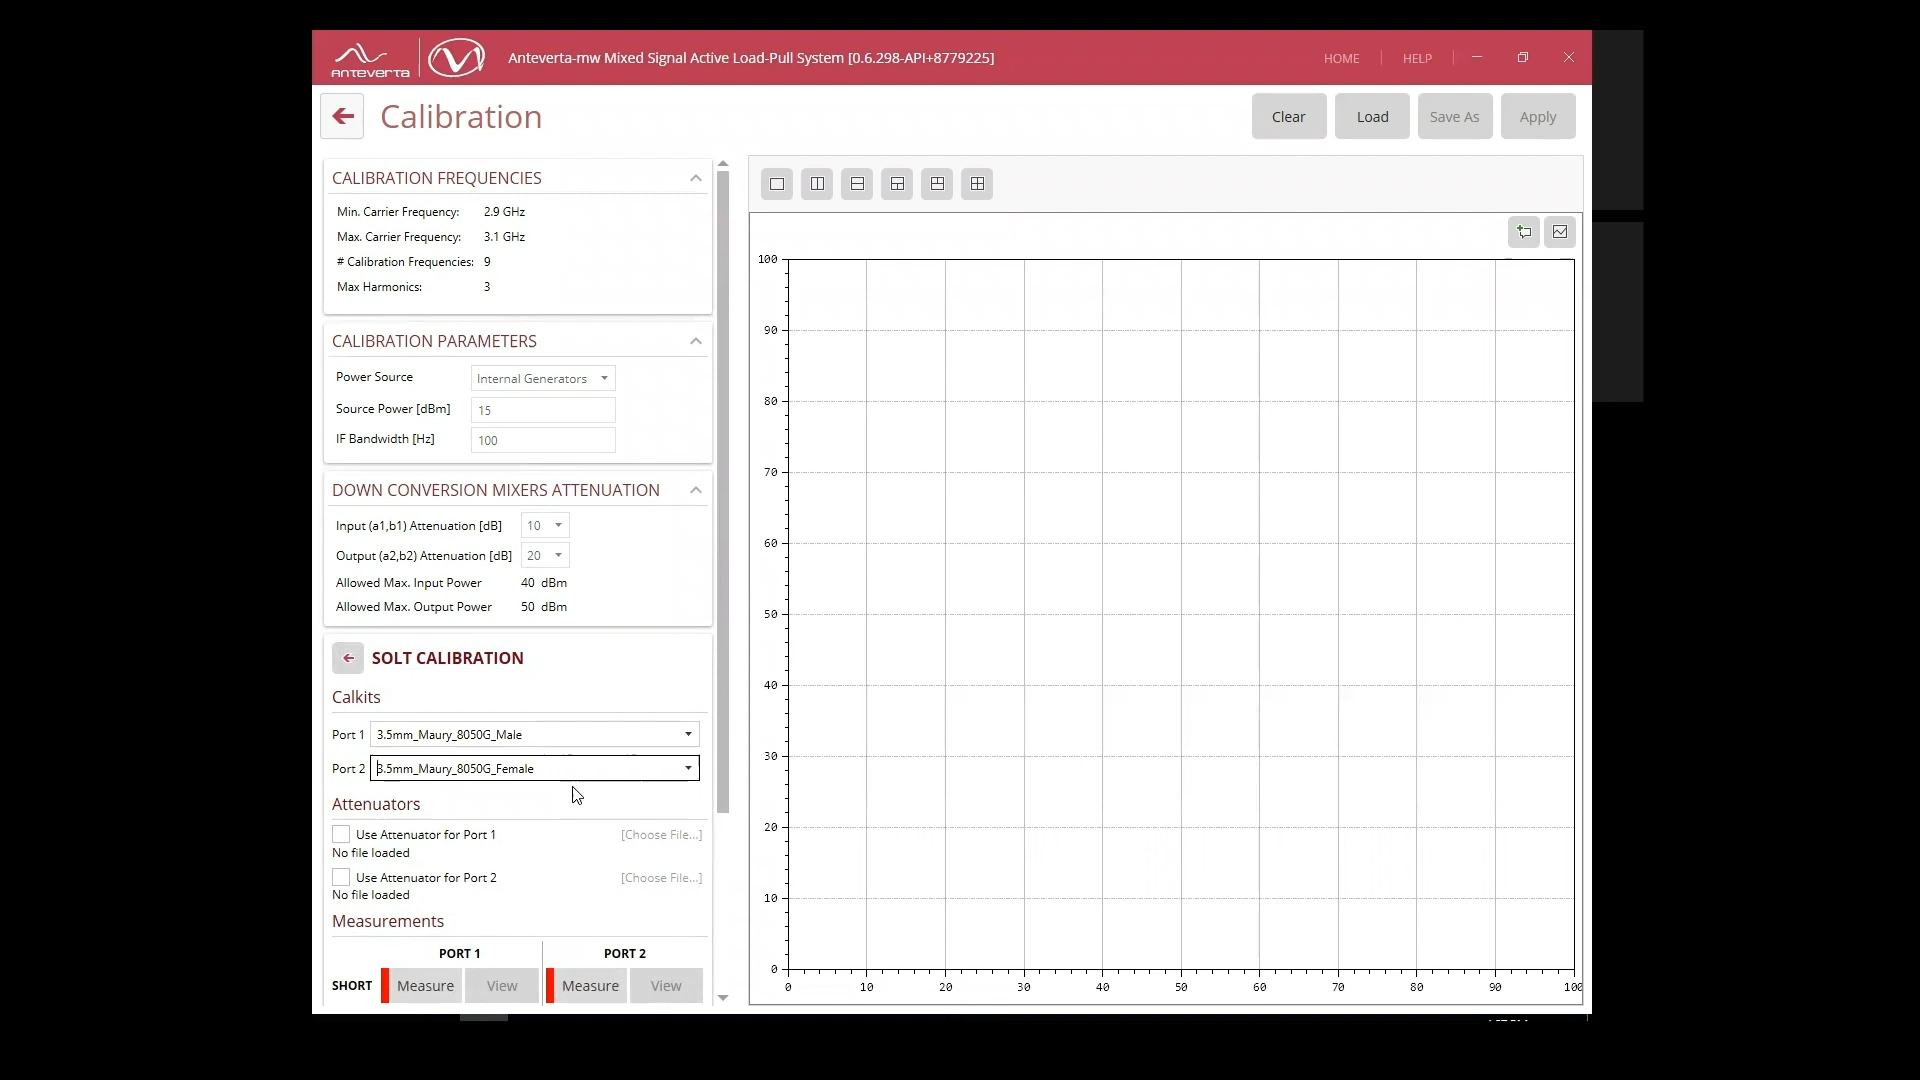 ANTEVERTA
Anteverta-mw Mixed Signal Active Load-Pull System [0.6.298-API+8779225]
HOME
HELP
Calibration
Clear
Load
Save As
Apply
CALIBRATION FREQUENCIES
Min. Carrier Frequency: 2.9 GHz
Max. Carrier Frequency: 3.1 GHz
# Calibration Frequencies: 9
Max Harmonics: 3
CALIBRATION PARAMETERS
Power Source Internal Generators
Source Power [dBm] 15
IF Bandwidth [Hz] 100
DOWN CONVERSION MIXERS ATTENUATION
Input (a1,b1) Attenuation [dB] 10
Output (a2,b2) Attenuation [dB] 20
Allowed Max. Input Power 40 dBm
Allowed Max. Output Power 50 dBm
SOLT CALIBRATION
Calkits
Port 1 3.5mm_Maury_8050G_Male
Port 2 3.5mm_Maury_8050G_Female
Attenuators
Use Attenuator for Port 1 [Choose File...]
No file loaded
Use Attenuator for Port 2 [Choose File...]
No file loaded
Measurements
PORT 1 PORT 2
SHORT Measure View Measure View
100
90
80
70
60
50
40
30
20
10
0
0 10 20 30 40 50 60 70 80 90 100